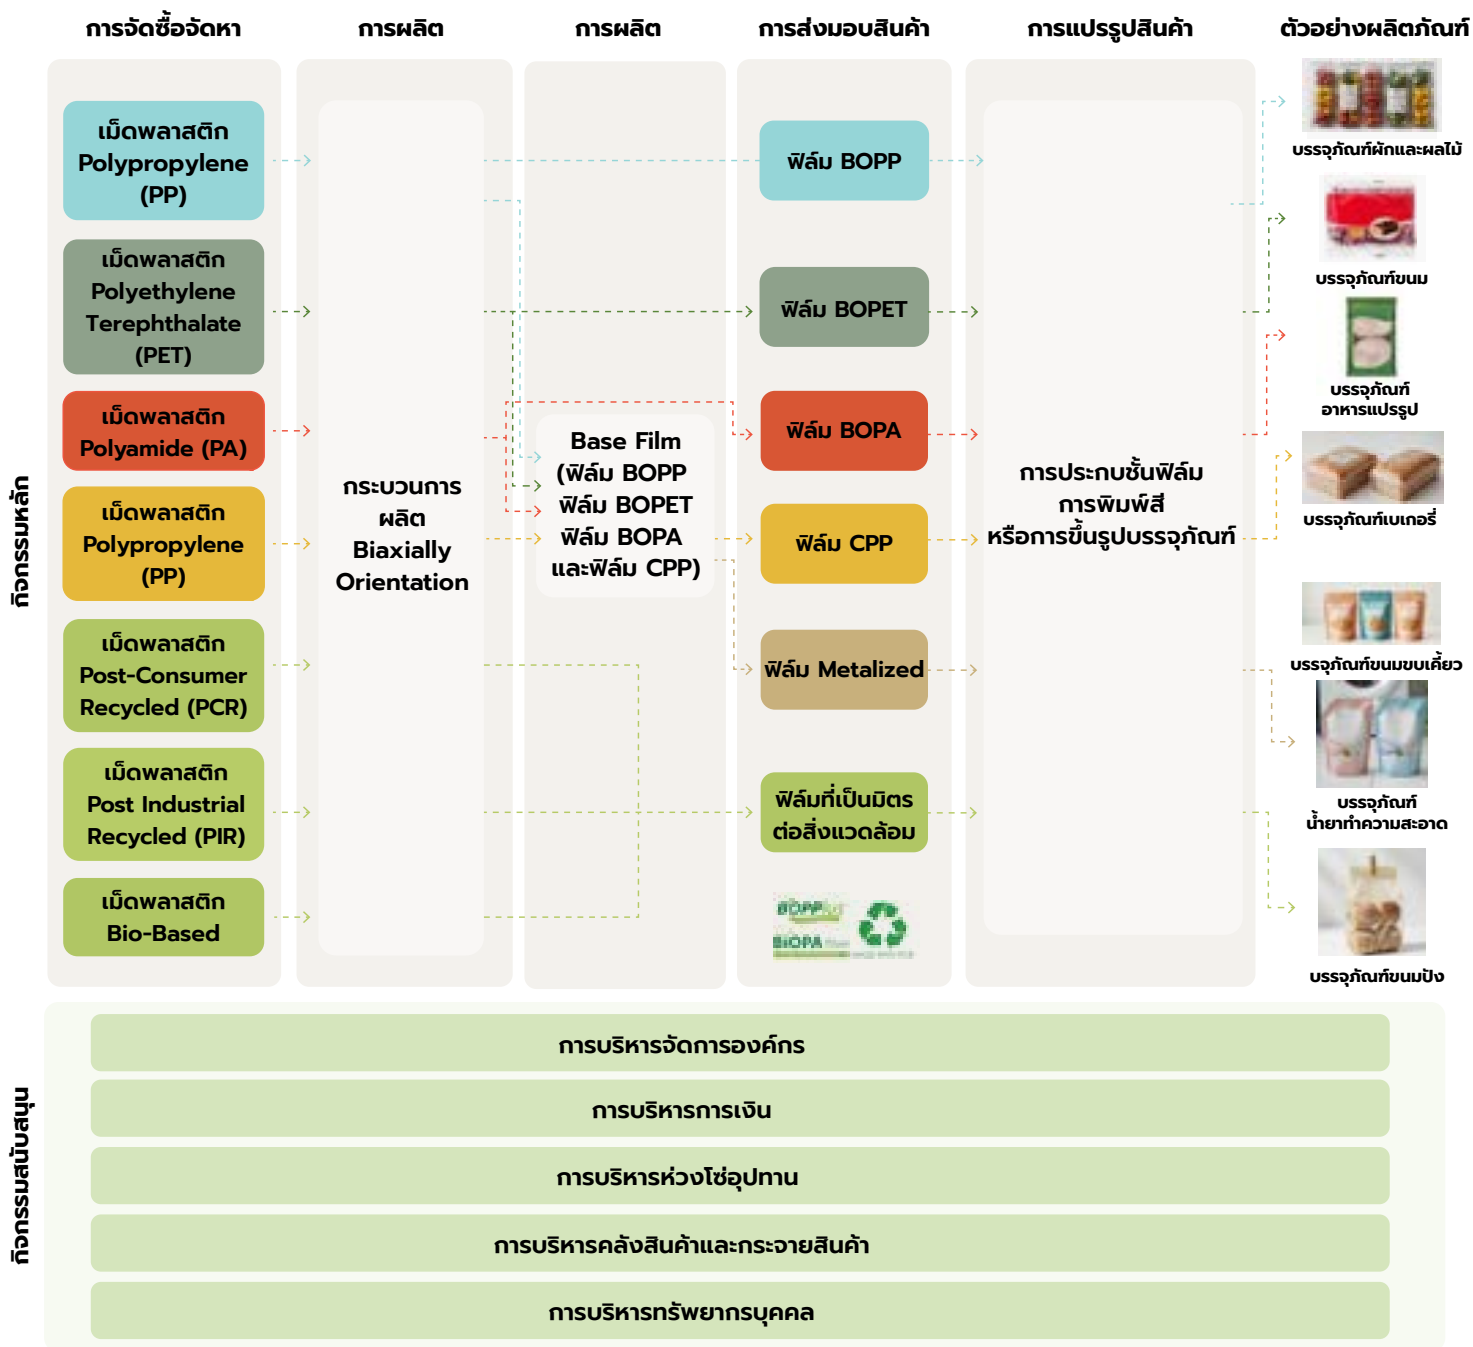 การจัดซื้อจัดหา
การผลิต
การผลิต
การส่งมอบสินค้า
การแปรรูปสินค้า
ตัวอย่างผลิตภัณฑ์
กิจกรรมหลัก
เม็ดพลาสติก
Polypropylene
(PP)
เม็ดพลาสติก
Polyethylene
Terephthalate
(PET)
เม็ดพลาสติก
Polyamide (PA)
เม็ดพลาสติก
Polypropylene
(PP)
เม็ดพลาสติก
Post-Consumer
Recycled (PCR)
เม็ดพลาสติก
Post Industrial
Recycled (PIR)
เม็ดพลาสติก
Bio-Based
กระบวนการ
ผลิต
Biaxially
Orientation
Base Film
(ฟิล์ม BOPP
ฟิล์ม BOPET
ฟิล์ม BOPA
และฟิล์ม CPP)
ฟิล์ม BOPP
ฟิล์ม BOPET
ฟิล์ม BOPA
ฟิล์ม CPP
ฟิล์ม Metalized
ฟิล์มที่เป็นมิตร
ต่อสิ่งแวดล้อม
BOPP
BiOPA
การประกบชั้นฟิล์ม
การพิมพ์สี
หรือการขึ้นรูปบรรจุภัณฑ์
บรรจุภัณฑ์ผักและผลไม้
บรรจุภัณฑ์ขนม
บรรจุภัณฑ์
อาหารแปรรูป
บรรจุภัณฑ์เบเกอรี่
บรรจุภัณฑ์ขนมขบเคี้ยว
บรรจุภัณฑ์
น้ำยาทำความสะอาด
บรรจุภัณฑ์ขนมปัง
กิจกรรมสนับสนุน
การบริหารจัดการองค์กร
การบริหารการเงิน
การบริหารห่วงโซ่อุปทาน
การบริหารคลังสินค้าและกระจายสินค้า
การบริหารทรัพยากรบุคคล